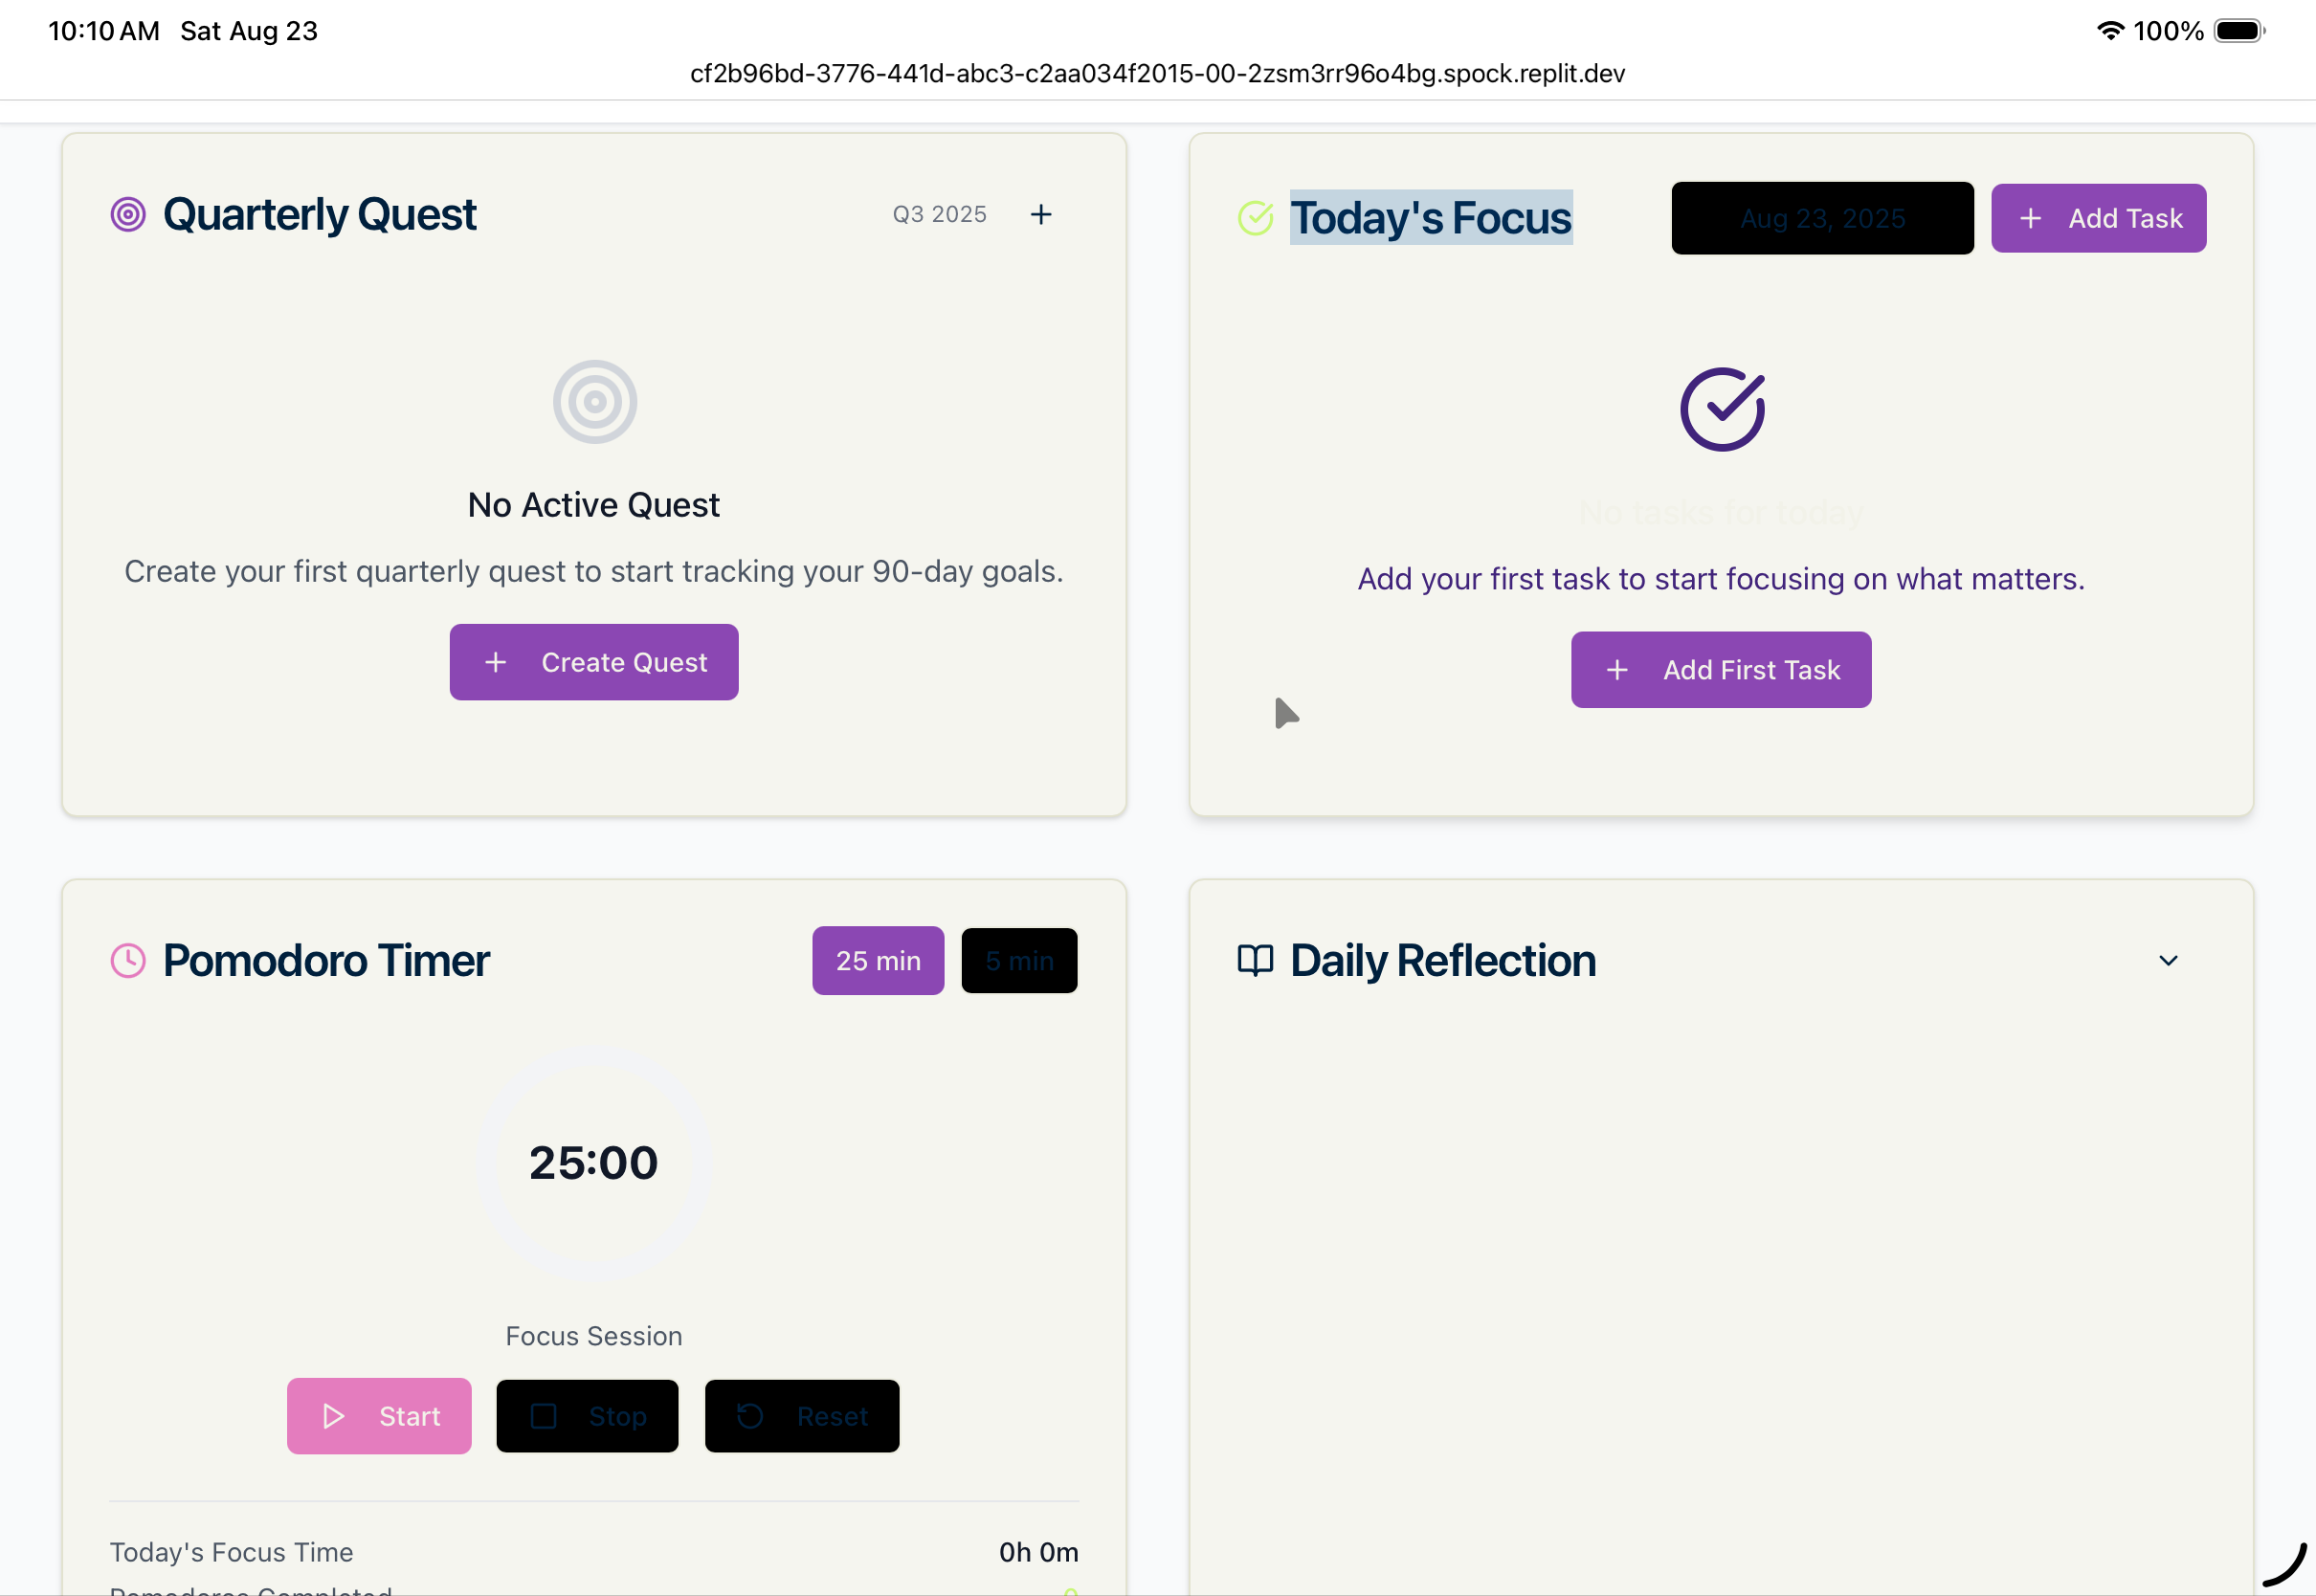 10:10 AM Sat Aug 23
100%
cf2b96bd-3776-441d-abc3-c2aa034f2015-00-2zsm3rr96o4bg.spock.replit.dev
Quarterly Quest
Q3 2025
No Active Quest
Create your first quarterly quest to start tracking your 90-day goals.
Create Quest
Today's Focus
Aug 23, 2025
Add Task
No tasks for today
Add your first task to start focusing on what matters.
Add First Task
Pomodoro Timer
25 min
5 min
25:00
Focus Session
Start
Stop
Reset
Today's Focus Time
0h 0m
Pomodoros Completed
Daily Reflection